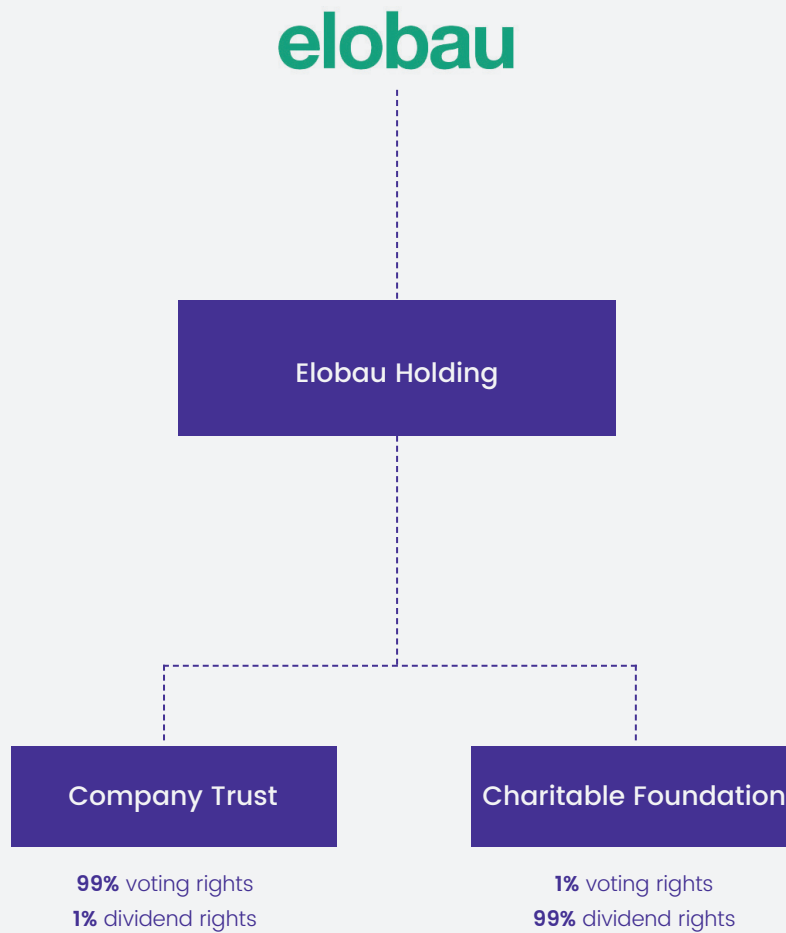 elobau
Elobau Holding
Company Trust
Charitable Foundation
99% voting rights
1% dividend rights
1% voting rights
99% dividend rights